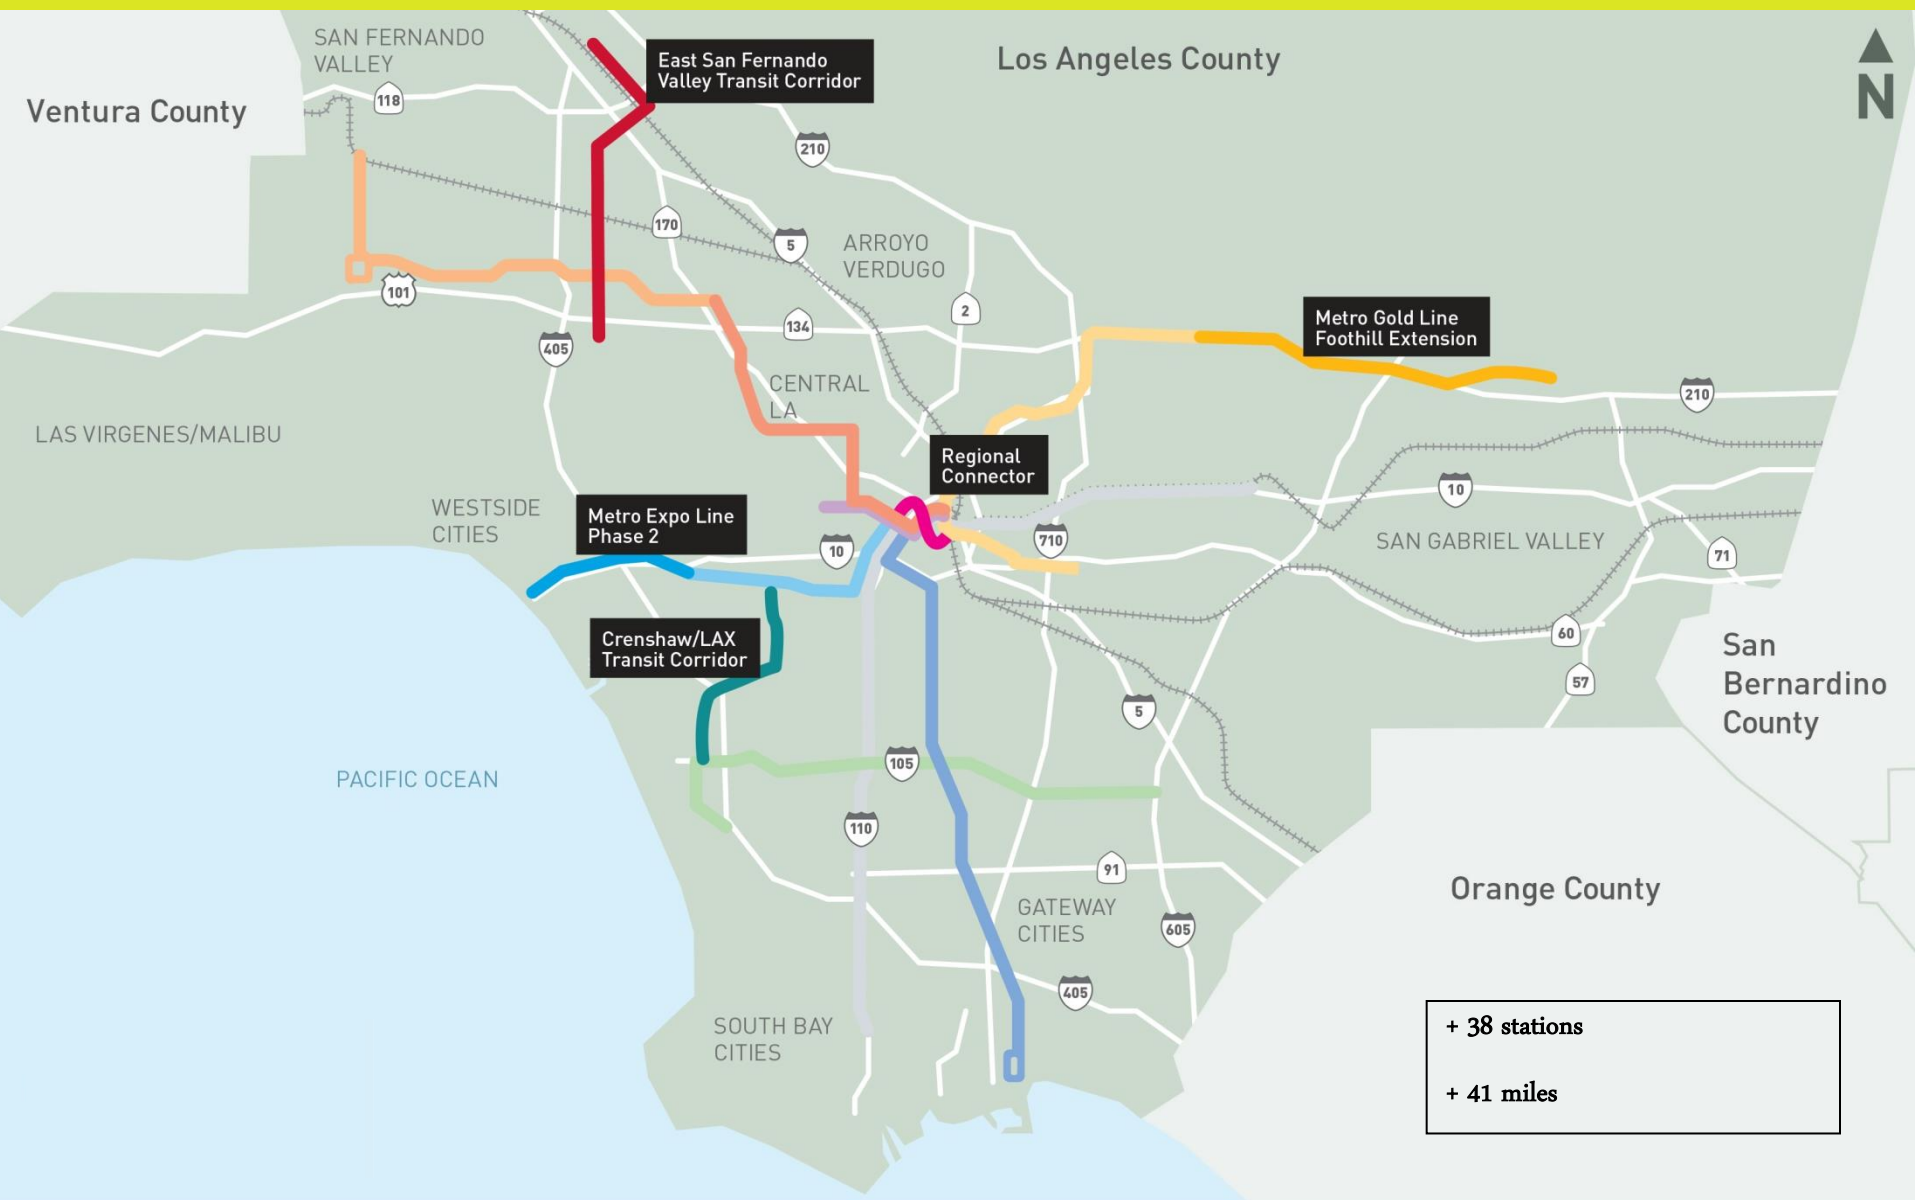 SAN FERNANDO
VALLEY
Ventura County
118
East San Fernando
Valley Transit Corridor
Los Angeles County
N
210
170
5
ARROYO
VERDUGO
101
134
2
405
Metro Gold Line
Foothill Extension
CENTRAL
LA
210
LAS VIRGENES/MALIBU
Regional
Connector
WESTSIDE
CITIES
Metro Expo Line
Phase 2
10
10
710
SAN GABRIEL VALLEY
71
Crenshaw/LAX
Transit Corridor
60
57
San
Bernardino
County
5
PACIFIC OCEAN
105
110
91
Orange County
GATEWAY
CITIES
605
405
SOUTH BAY
CITIES
+ 38 stations
+ 41 miles